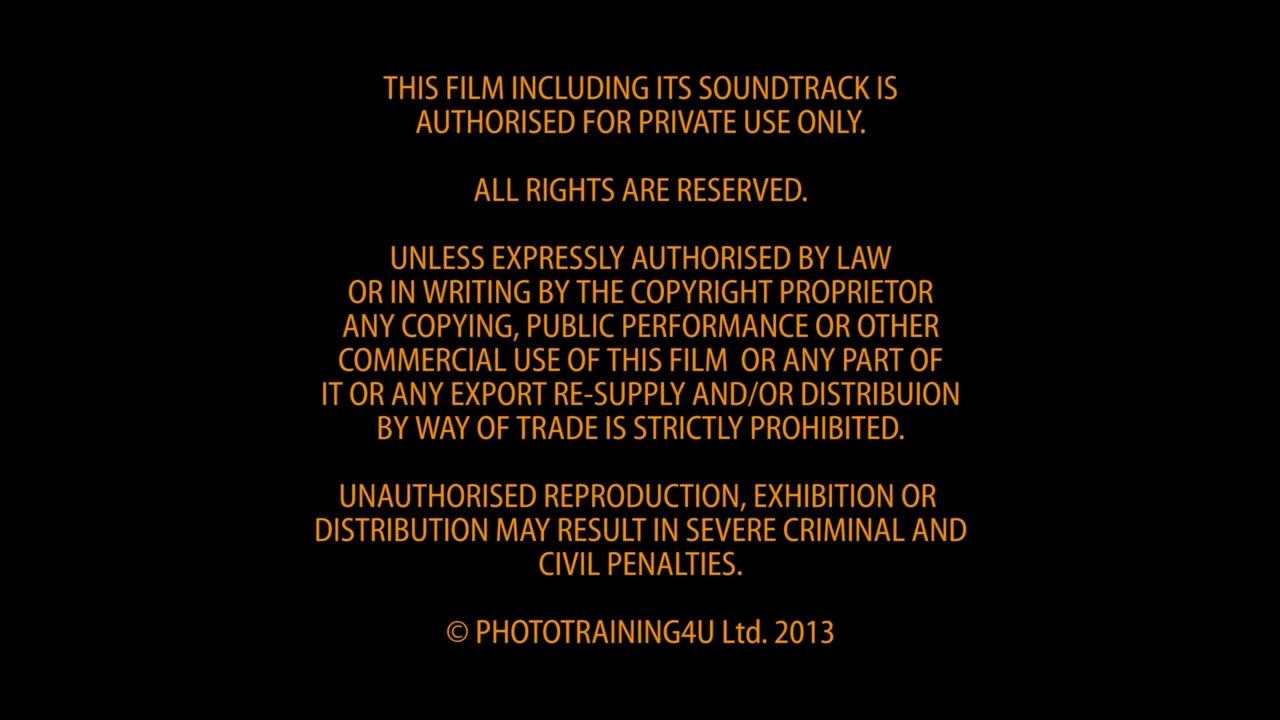 THIS FILM INCLUDING ITS SOUNDTRACK IS
AUTHORISED FOR PRIVATE USE ONLY.
ALL RIGHTS ARE RESERVED.
UNLESS EXPRESSLY AUTHORISED BY LAW
OR IN WRITING BY THE COPYRIGHT PROPRIETOR
ANY COPYING, PUBLIC PERFORMANCE OR OTHER
COMMERCIAL USE OF THIS FILM  OR ANY PART OF
IT OR ANY EXPORT RE-SUPPLY AND/OR DISTRIBUION
BY WAY OF TRADE IS STRICTLY PROHIBITED.
UNAUTHORISED REPRODUCTION, EXHIBITION OR
DISTRIBUTION MAY RESULT IN SEVERE CRIMINAL AND
CIVIL PENALTIES.
© PHOTOTRAINING4U Ltd. 2013